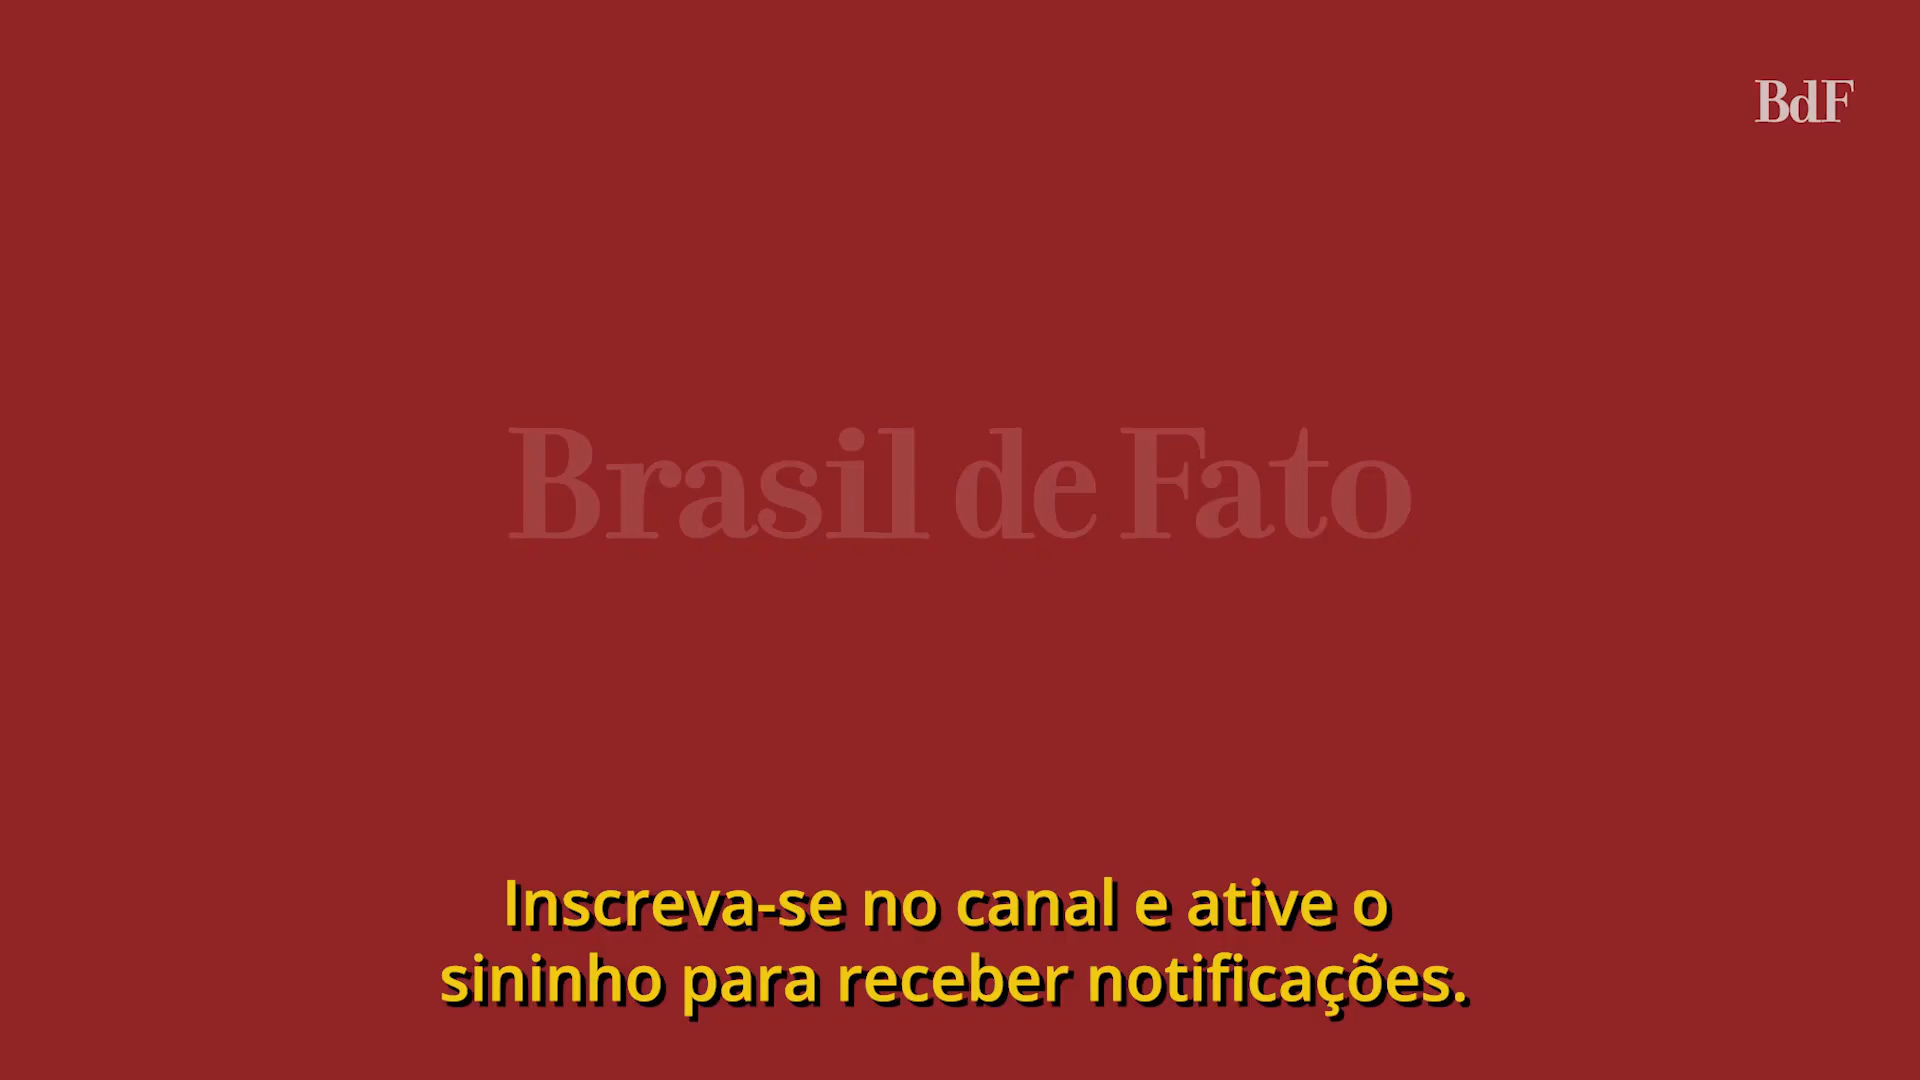 BdF
Brasil de Fato
Inscreva-se no canal e ative o
sininho para receber notificações.